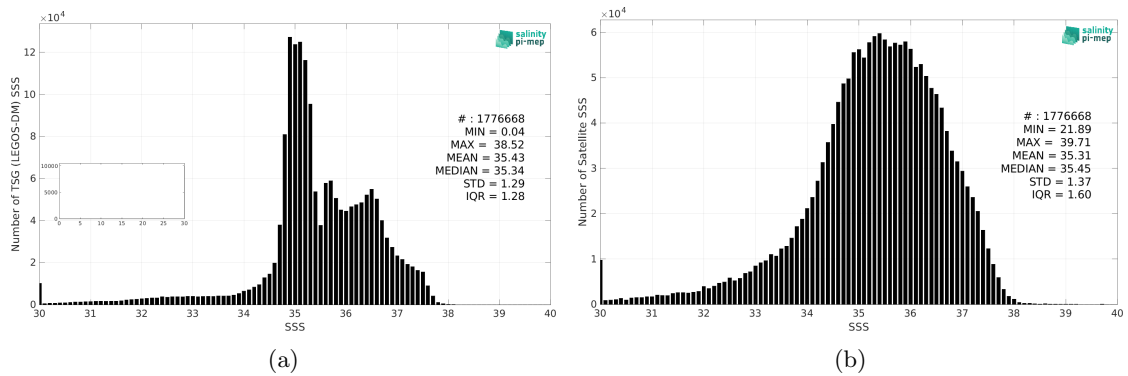 ×10⁴
salinity
pi-mep
# : 1776668
MIN = 0.04
MAX = 38.52
MEAN = 35.43
MEDIAN = 35.34
STD = 1.29
IQR = 1.28
Number of TSG (LEGOS-DM) SSS
12
10
8
6
4
2
0
10000
5000
0
0 5 10 15 20 25 30
30 31 32 33 34 35 36 37 38 39 40
SSS
(a)
×10⁴
salinity
pi-mep
# : 1776668
MIN = 21.89
MAX = 39.71
MEAN = 35.31
MEDIAN = 35.45
STD = 1.37
IQR = 1.60
Number of Satellite SSS
6
5
4
3
2
1
0
30 31 32 33 34 35 36 37 38 39 40
SSS
(b)